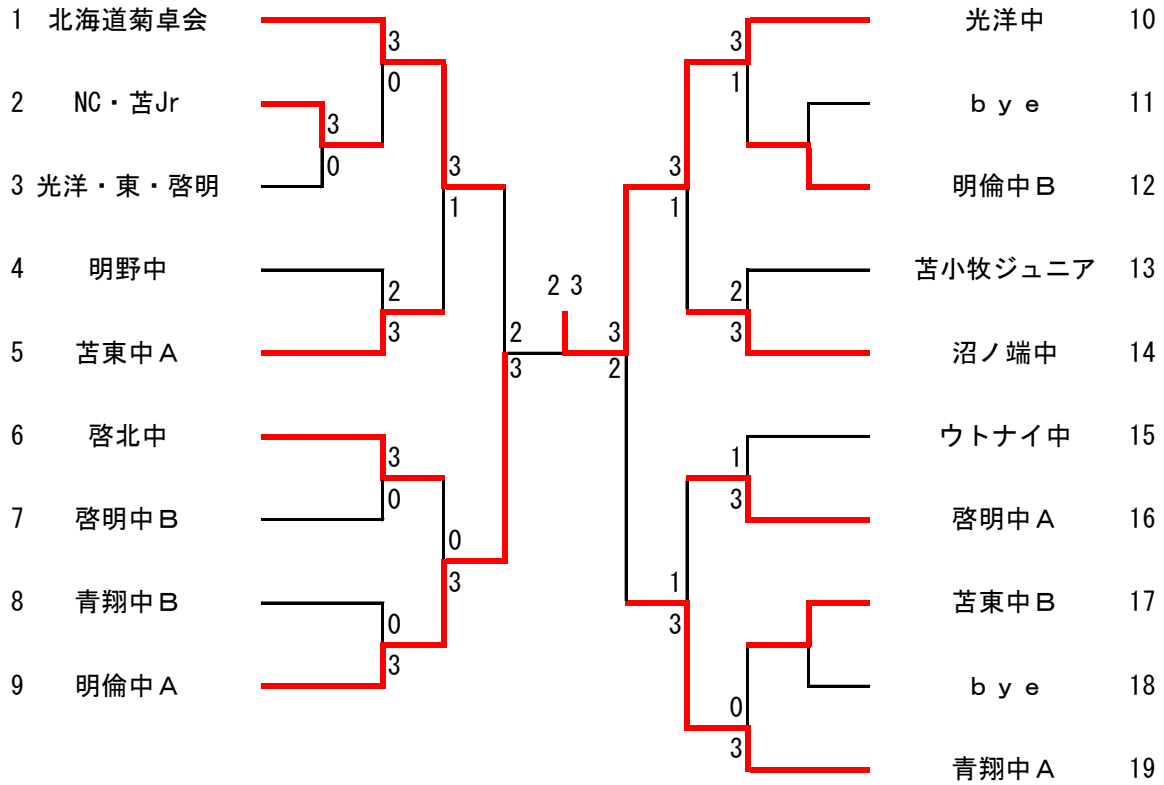 1 北海道菊卓会
2 NC・苫Jr
3 光洋・東・啓明
4 明野中
5 苫東中A
6 啓北中
7 啓明中B
8 青翔中B
9 明倫中A
3
0
3
0
3
1
2
3
2
3
3
0
0
3
0
3
2 3
3
1
3
1
2
3
3
2
1
3
1
3
0
3
光洋中 10
bye 11
明倫中B 12
苫小牧ジュニア 13
沼ノ端中 14
ウトナイ中 15
啓明中A 16
苫東中B 17
bye 18
青翔中A 19